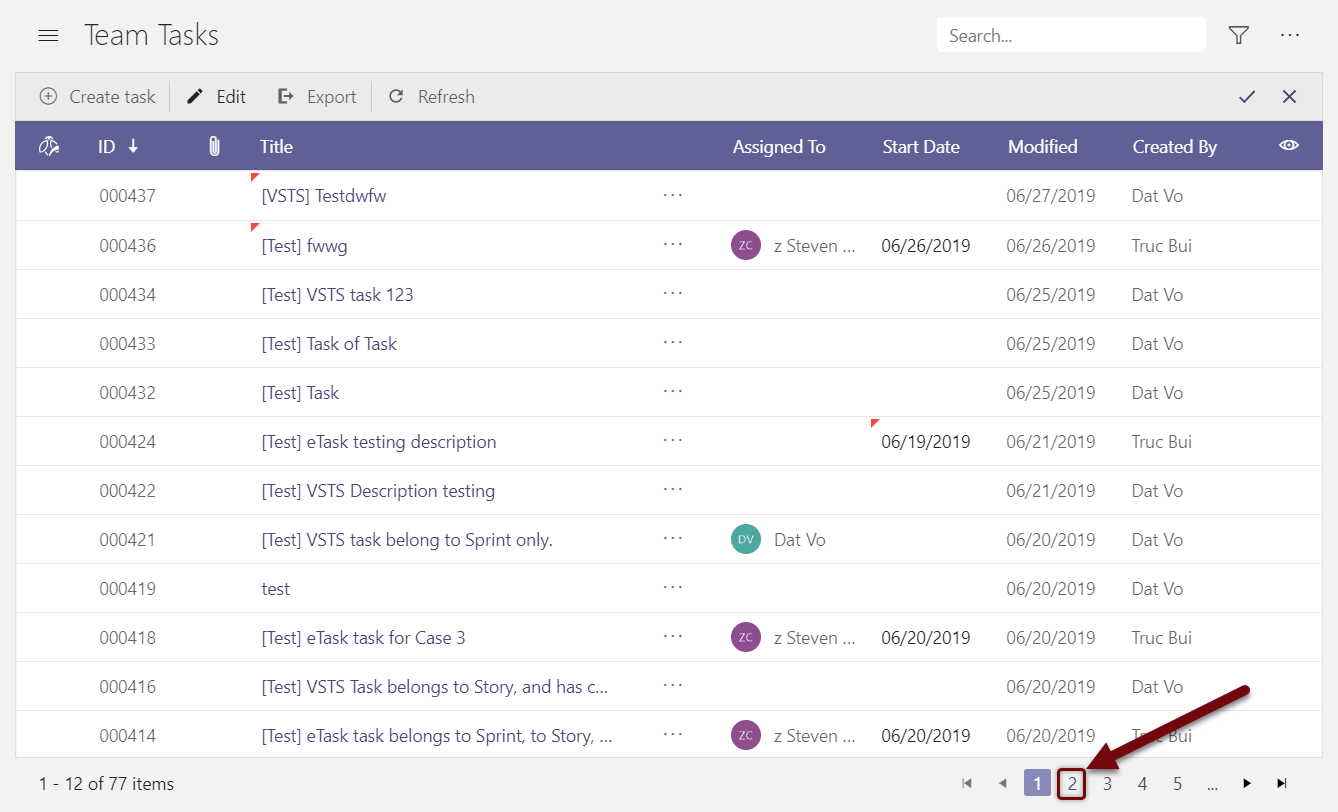 Team Tasks Search... ...
Create task Edit Export Refresh
ID Title Assigned To Start Date Modified Created By
000437 [VSTS] Testdwfw ... 06/27/2019 Dat Vo
000436 [Test] fwwg ... ZC z Steven ... 06/26/2019 06/26/2019 Truc Bui
000434 [Test] VSTS task 123 ... 06/25/2019 Dat Vo
000433 [Test] Task of Task ... 06/25/2019 Dat Vo
000432 [Test] Task ... 06/25/2019 Dat Vo
000424 [Test] eTask testing description ... 06/19/2019 06/21/2019 Truc Bui
000422 [Test] VSTS Description testing ... 06/21/2019 Dat Vo
000421 [Test] VSTS task belong to Sprint only. ... DV Dat Vo 06/20/2019 Dat Vo
000419 test ... 06/20/2019 Dat Vo
000418 [Test] eTask task for Case 3 ... ZC z Steven ... 06/20/2019 06/20/2019 Truc Bui
000416 [Test] VSTS Task belongs to Story, and has c... ... 06/20/2019 Dat Vo
000414 [Test] eTask task belongs to Sprint, to Story, ... ... ZC z Steven ... 06/20/2019 06/20/2019 Truc Bui
1 - 12 of 77 items 1 2 3 4 5 ...